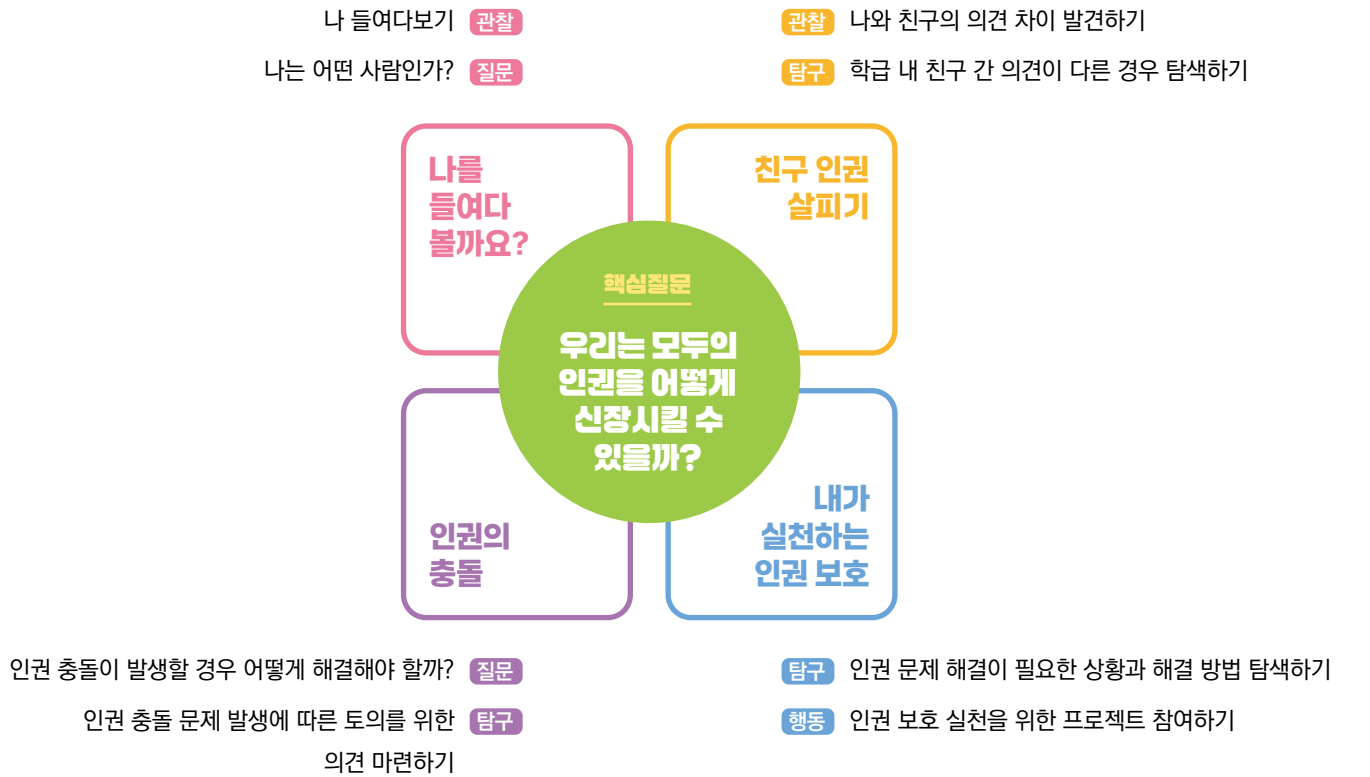 나 들여다보기 관찰
나는 어떤 사람인가? 질문
관찰 나와 친구의 의견 차이 발견하기
탐구 학급 내 친구 간 의견이 다른 경우 탐색하기
나를
들여다
볼까요?
친구 인권
살피기
핵심질문
우리는 모두의
인권을 어떻게
신장시킬 수
있을까?
인권의
충돌
내가
실천하는
인권 보호
인권 충돌이 발생할 경우 어떻게 해결해야 할까? 질문
인권 충돌 문제 발생에 따른 토의를 위한 탐구
의견 마련하기
탐구 인권 문제 해결이 필요한 상황과 해결 방법 탐색하기
행동 인권 보호 실천을 위한 프로젝트 참여하기